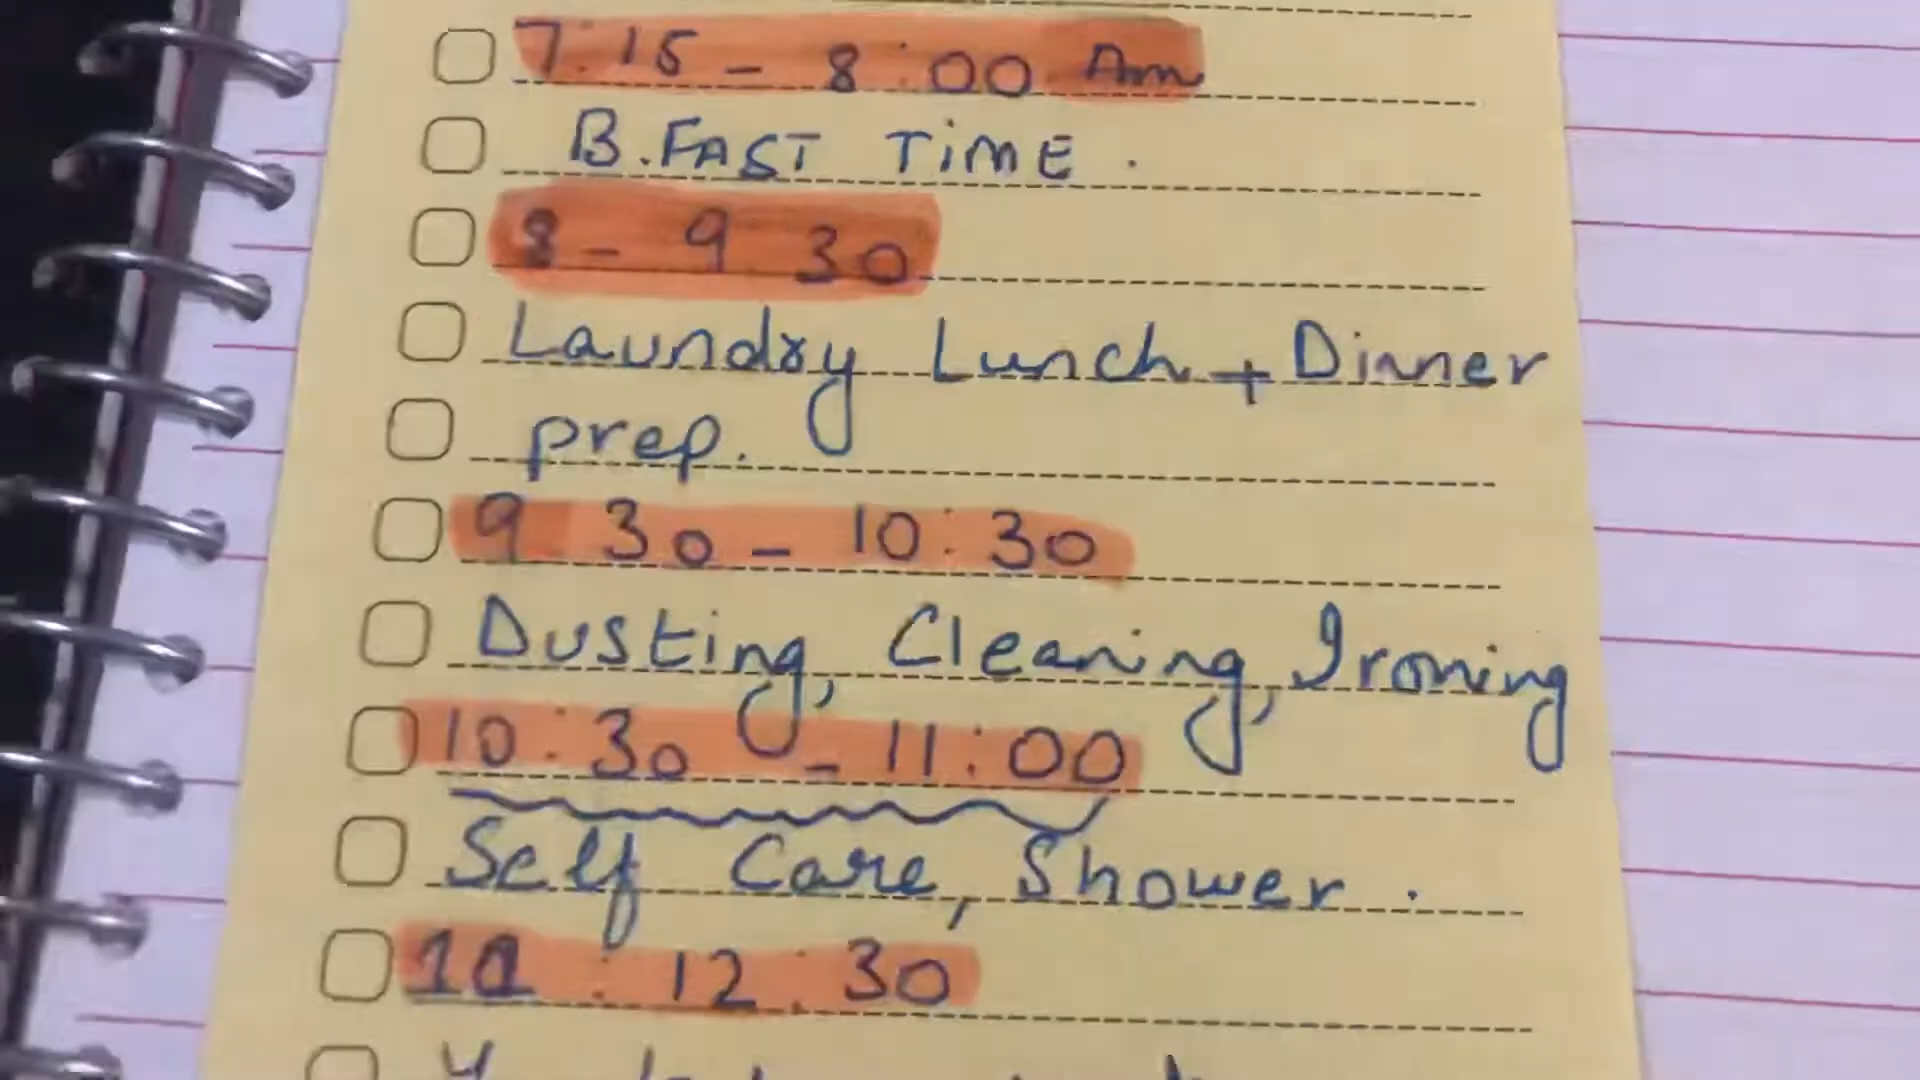 7:15 - 8:00 Am
B.FAST TiME.
8 - 9 30
Laundry Lunch + Dinner
prep.
9 30 - 10:30
Dusting, Cleaning, Ironing
10:30 - 11:00
Self Care, Shower.
11 : 12:30